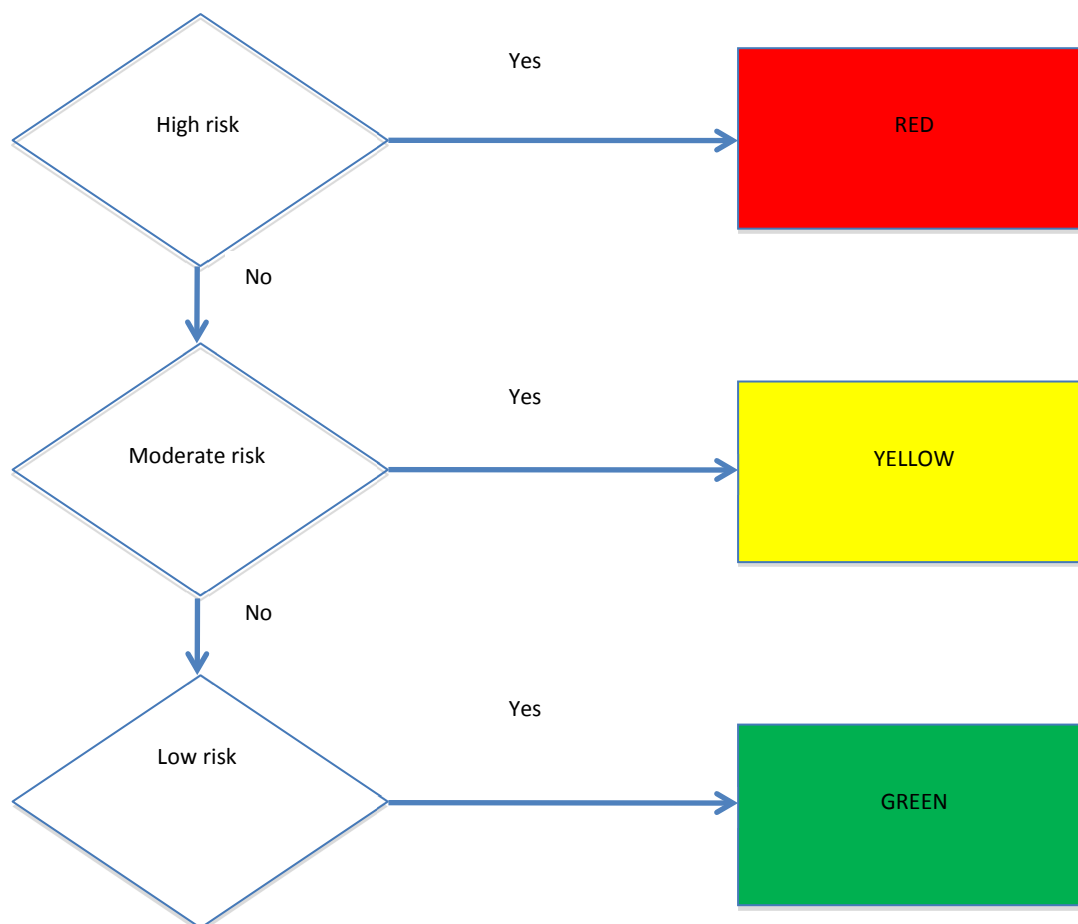 Yes
High risk
RED
No
Yes
Moderate risk
YELLOW
No
Yes
Low risk
GREEN